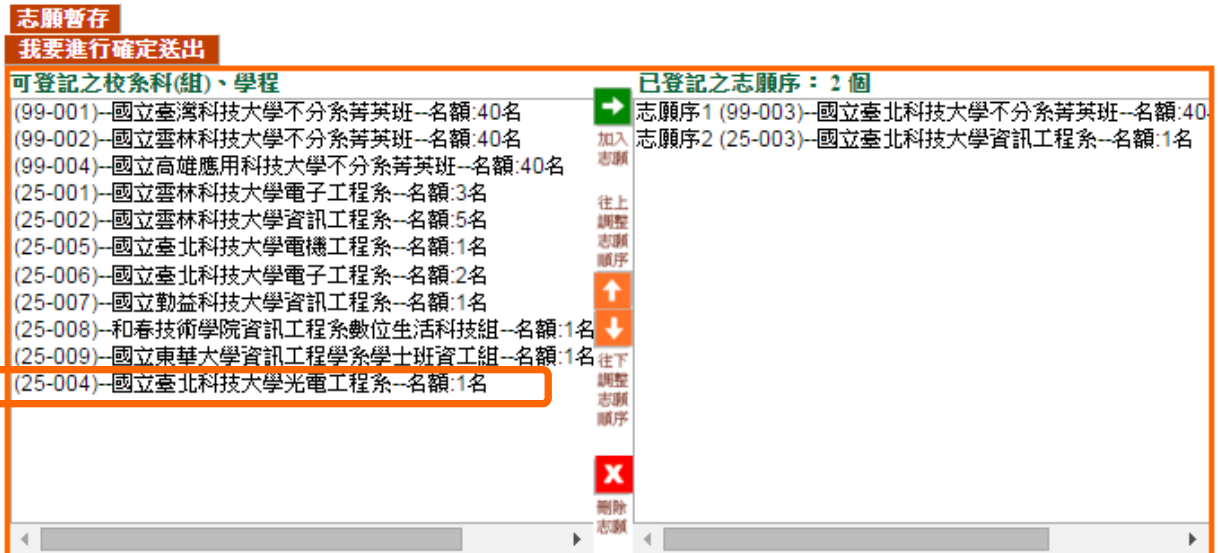 志願暫存
我要進行確定送出
可登記之校系科(組)、學程
(99-001)--國立臺灣科技大學不分系菁英班--名額:40名
(99-002)--國立雲林科技大學不分系菁英班--名額:40名
(99-004)--國立高雄應用科技大學不分系菁英班--名額:40名
(25-001)--國立雲林科技大學電子工程系--名額:3名
(25-002)--國立雲林科技大學資訊工程系--名額:5名
(25-005)--國立臺北科技大學電機工程系--名額:1名
(25-006)--國立臺北科技大學電子工程系--名額:2名
(25-007)--國立勤益科技大學資訊工程系--名額:1名
(25-008)--和春技術學院資訊工程系數位生活科技組--名額:1名
(25-009)--國立東華大學資訊工程學系學士班資工組--名額:1名
(25-004)--國立臺北科技大學光電工程系--名額:1名
加入
志願
往上
調整
志願
順序
往下
調整
志願
順序
刪除
志願
已登記之志願序：2 個
志願序1 (99-003)--國立臺北科技大學不分系菁英班--名額:40
志願序2 (25-003)--國立臺北科技大學資訊工程系--名額:1名